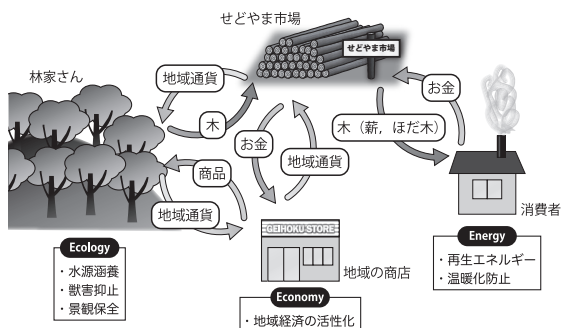 せどやま市場
せどやま市場
林家さん
地域通貨
木
お金
お金
木（薪，ほだ木）
商品
地域通貨
地域通貨
GEIHOKU STORE
地域の商店
消費者
Ecology
・水源涵養
・獣害抑止
・景観保全
Economy
・地域経済の活性化
Energy
・再生エネルギー
・温暖化防止